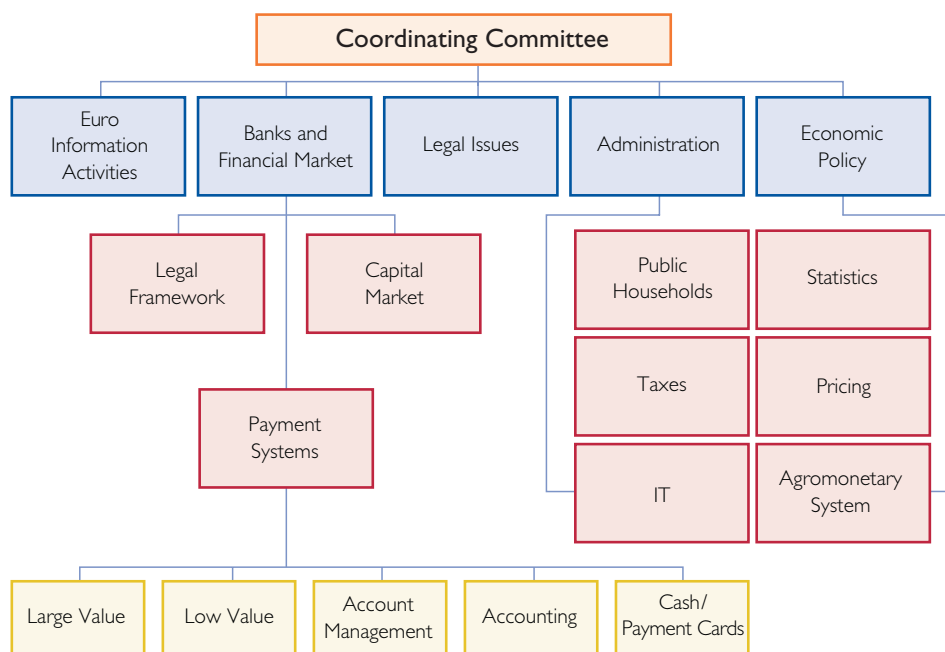 Coordinating Committee
Euro
Information
Activities
Banks and
Financial Market
Legal Issues
Administration
Economic
Policy
Legal
Framework
Capital
Market
Public
Households
Statistics
Taxes
Pricing
Payment
Systems
IT
Agromonetary
System
Large Value
Low Value
Account
Management
Accounting
Cash/
Payment Cards